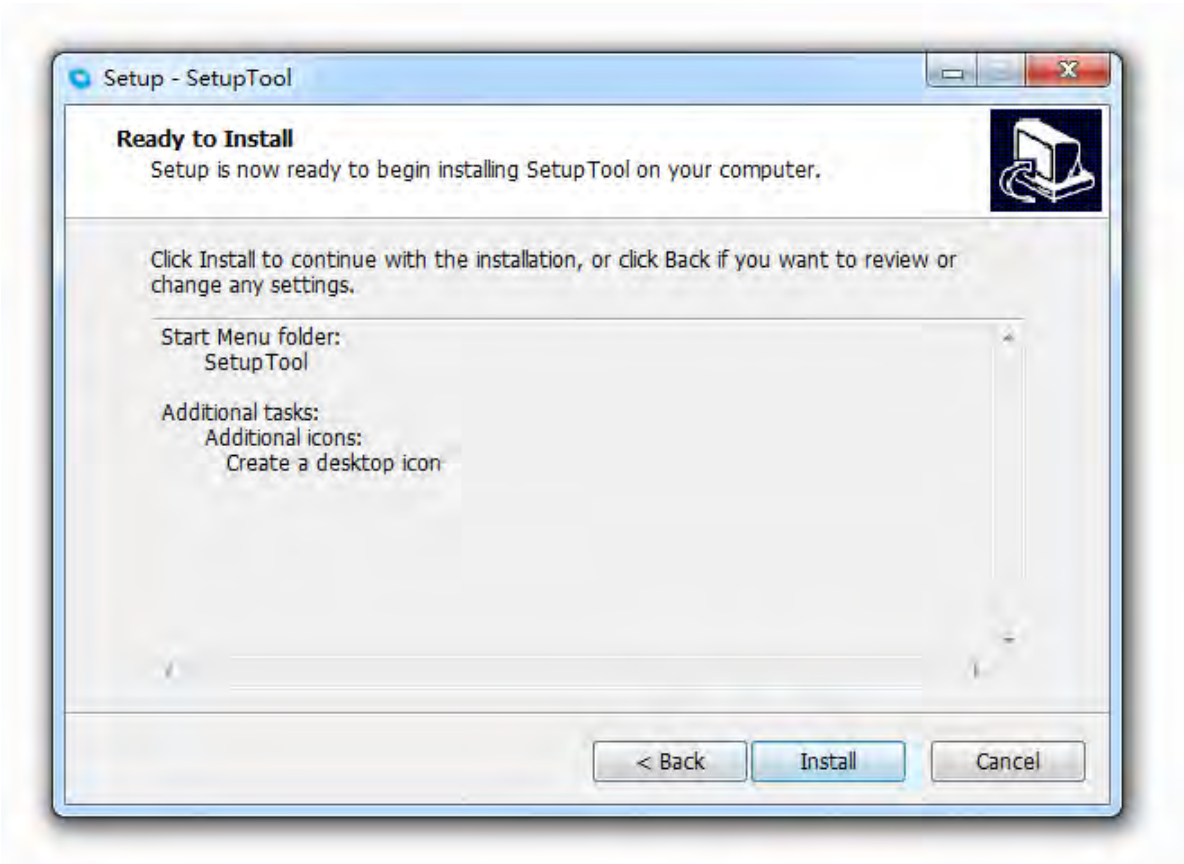 Setup - SetupTool
Ready to Install
Setup is now ready to begin installing SetupTool on your computer.
Click Install to continue with the installation, or click Back if you want to review or
change any settings.
Start Menu folder:
SetupTool
Additional tasks:
Additional icons:
Create a desktop icon
< Back
Install
Cancel